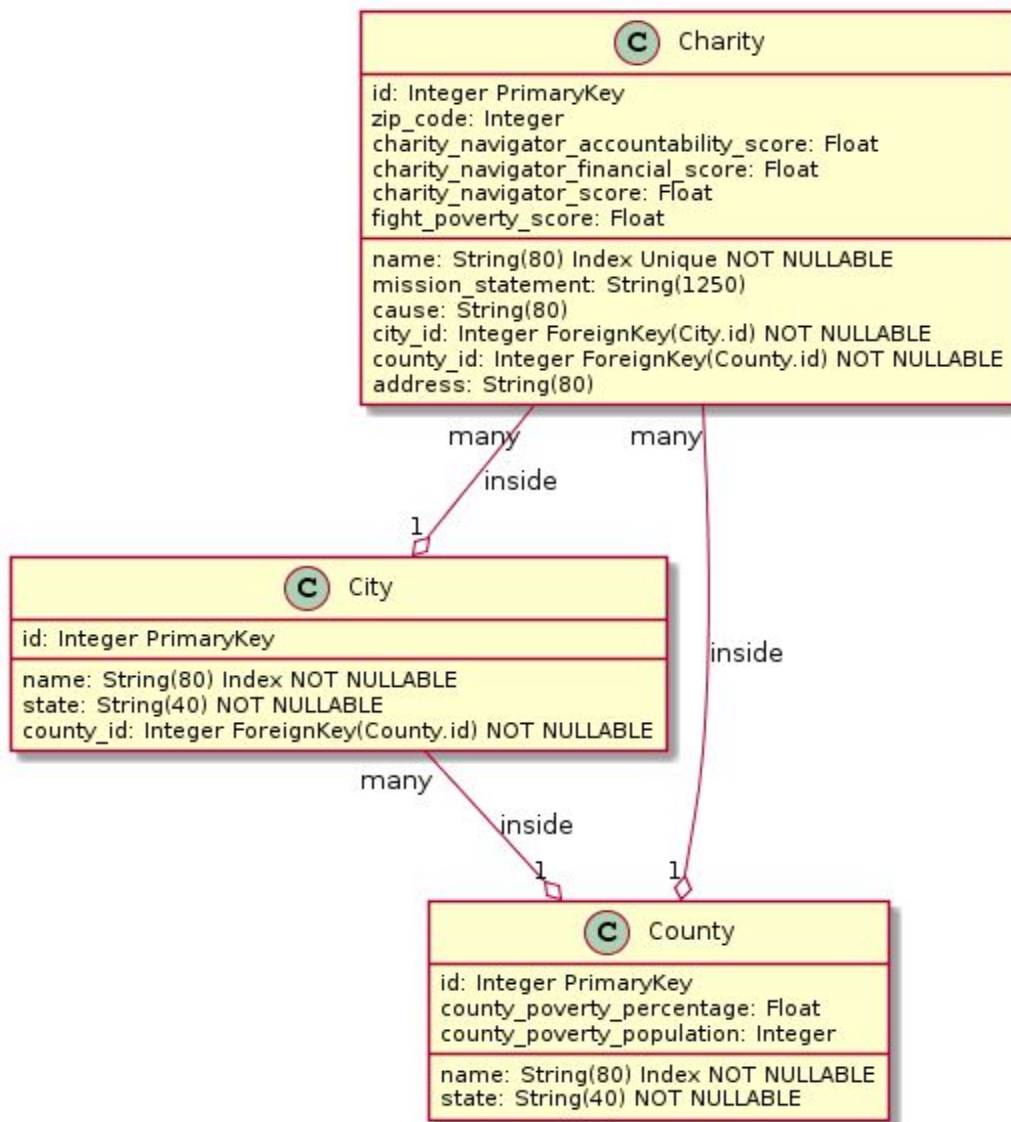 C Charity
id: Integer PrimaryKey
zip_code: Integer
charity_navigator_accountability_score: Float
charity_navigator_financial_score: Float
charity_navigator_score: Float
fight_poverty_score: Float
name: String(80) Index Unique NOT NULLABLE
mission_statement: String(1250)
cause: String(80)
city_id: Integer ForeignKey(City.id) NOT NULLABLE
county_id: Integer ForeignKey(County.id) NOT NULLABLE
address: String(80)
many many
inside
1
C City
id: Integer PrimaryKey
name: String(80) Index NOT NULLABLE
state: String(40) NOT NULLABLE
county_id: Integer ForeignKey(County.id) NOT NULLABLE
inside
many
inside
1 1
C County
id: Integer PrimaryKey
county_poverty_percentage: Float
county_poverty_population: Integer
name: String(80) Index NOT NULLABLE
state: String(40) NOT NULLABLE